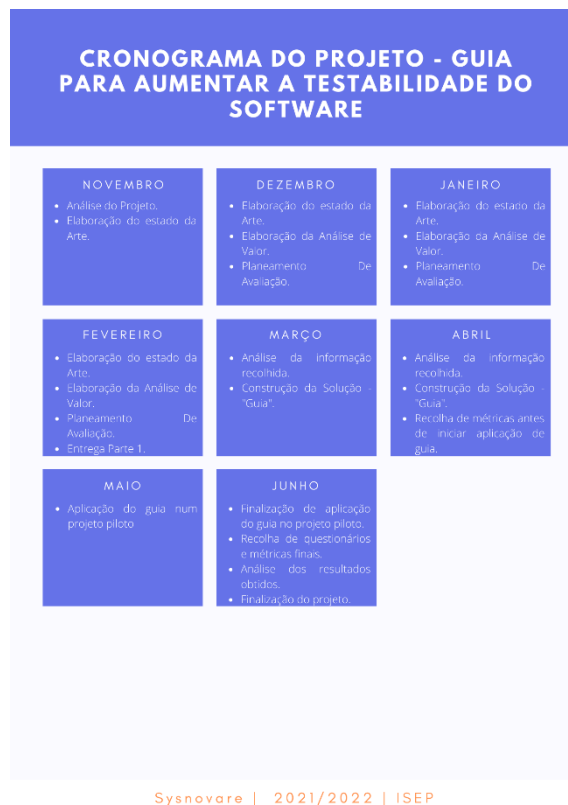 CRONOGRAMA DO PROJETO - GUIA
PARA AUMENTAR A TESTABILIDADE DO
SOFTWARE
NOVEMBRO
• Análise do Projeto.
• Elaboração do estado da
Arte.
DEZEMBRO
• Elaboração do estado da
Arte.
• Elaboração da Análise de
Valor.
• Planeamento De
Avaliação.
JANEIRO
• Elaboração do estado da
Arte.
• Elaboração da Análise de
Valor.
• Planeamento De
Avaliação.
FEVEREIRO
• Elaboração do estado da
Arte.
• Elaboração da Análise de
Valor.
• Planeamento De
Avaliação.
• Entrega Parte 1.
MARÇO
• Análise da informação
recolhida.
• Construção da Solução -
"Guia".
ABRIL
• Análise da informação
recolhida.
• Construção da Solução -
"Guia".
• Recolha de métricas antes
de iniciar aplicação de
guia.
MAIO
• Aplicação do guia num
projeto piloto
JUNHO
• Finalização de aplicação
do guia no projeto piloto.
• Recolha de questionários
e métricas finais.
• Análise dos resultados
obtidos.
• Finalização do projeto.
Sysnovare | 2021/2022 | ISEP